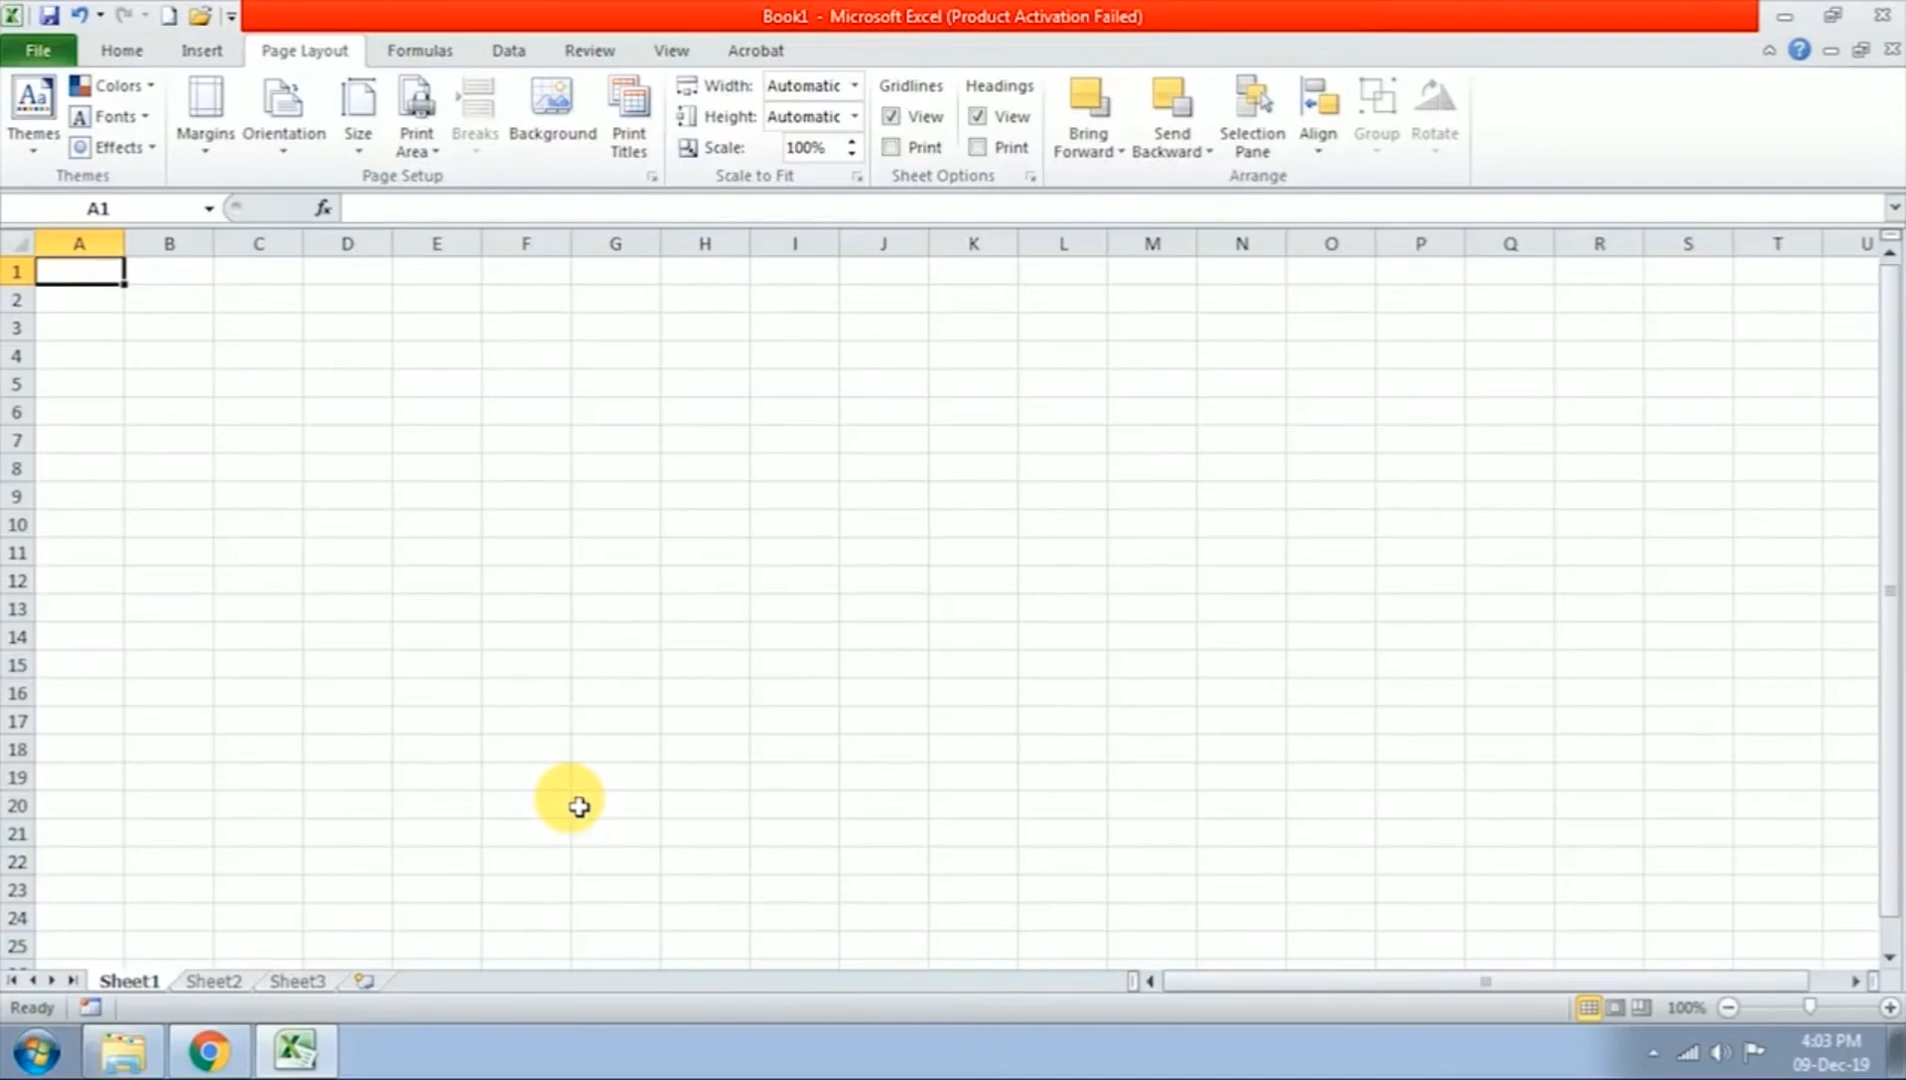 Book1 - Microsoft Excel (Product Activation Failed)
File Home Insert Page Layout Formulas Data Review View Acrobat
Aa Themes
Colors
A Fonts
Effects
Themes
Margins
Orientation
Size
Print Area
Breaks
Background
Print Titles
Page Setup
Width: Automatic
Height: Automatic
Scale: 100%
Scale to Fit
Gridlines
View
Print
Headings
View
Print
Sheet Options
Bring Forward
Send Backward
Selection Pane
Align
Group
Rotate
Arrange
A1 fx
A B C D E F G H I J K L M N O P Q R S T U
1
2
3
4
5
6
7
8
9
10
11
12
13
14
15
16
17
18
19
20
21
22
23
24
25
Sheet1 Sheet2 Sheet3
Ready 100%
4:03 PM
09-Dec-19